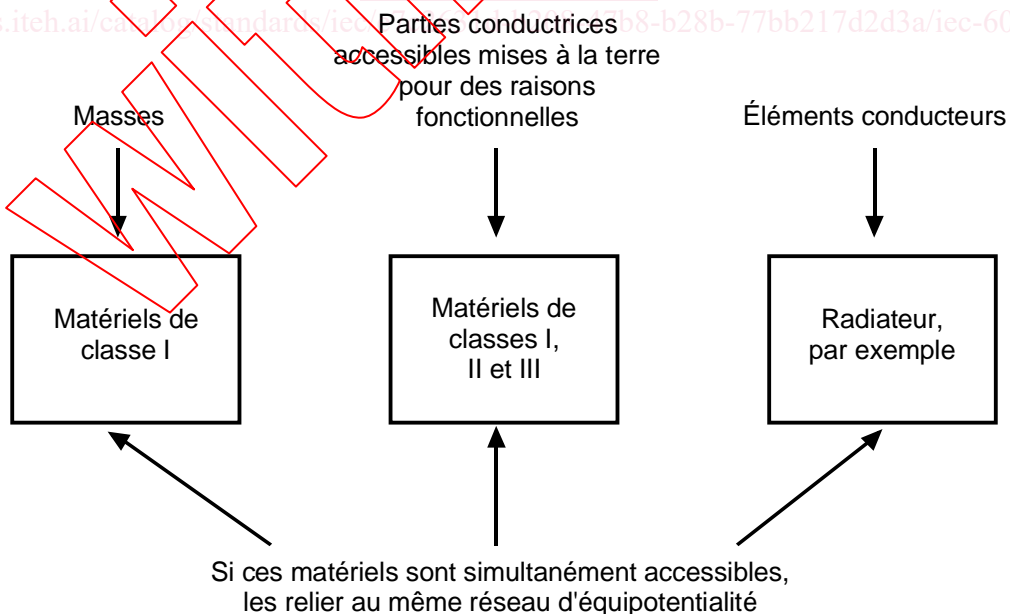 Parties conductrices
accessibles mises à la terre
pour des raisons
fonctionnelles
Masses
Éléments conducteurs
Matériels de
classe I
Matériels de
classes I,
II et III
Radiateur,
par exemple
Si ces matériels sont simultanément accessibles,
les relier au même réseau d'équipotentialité